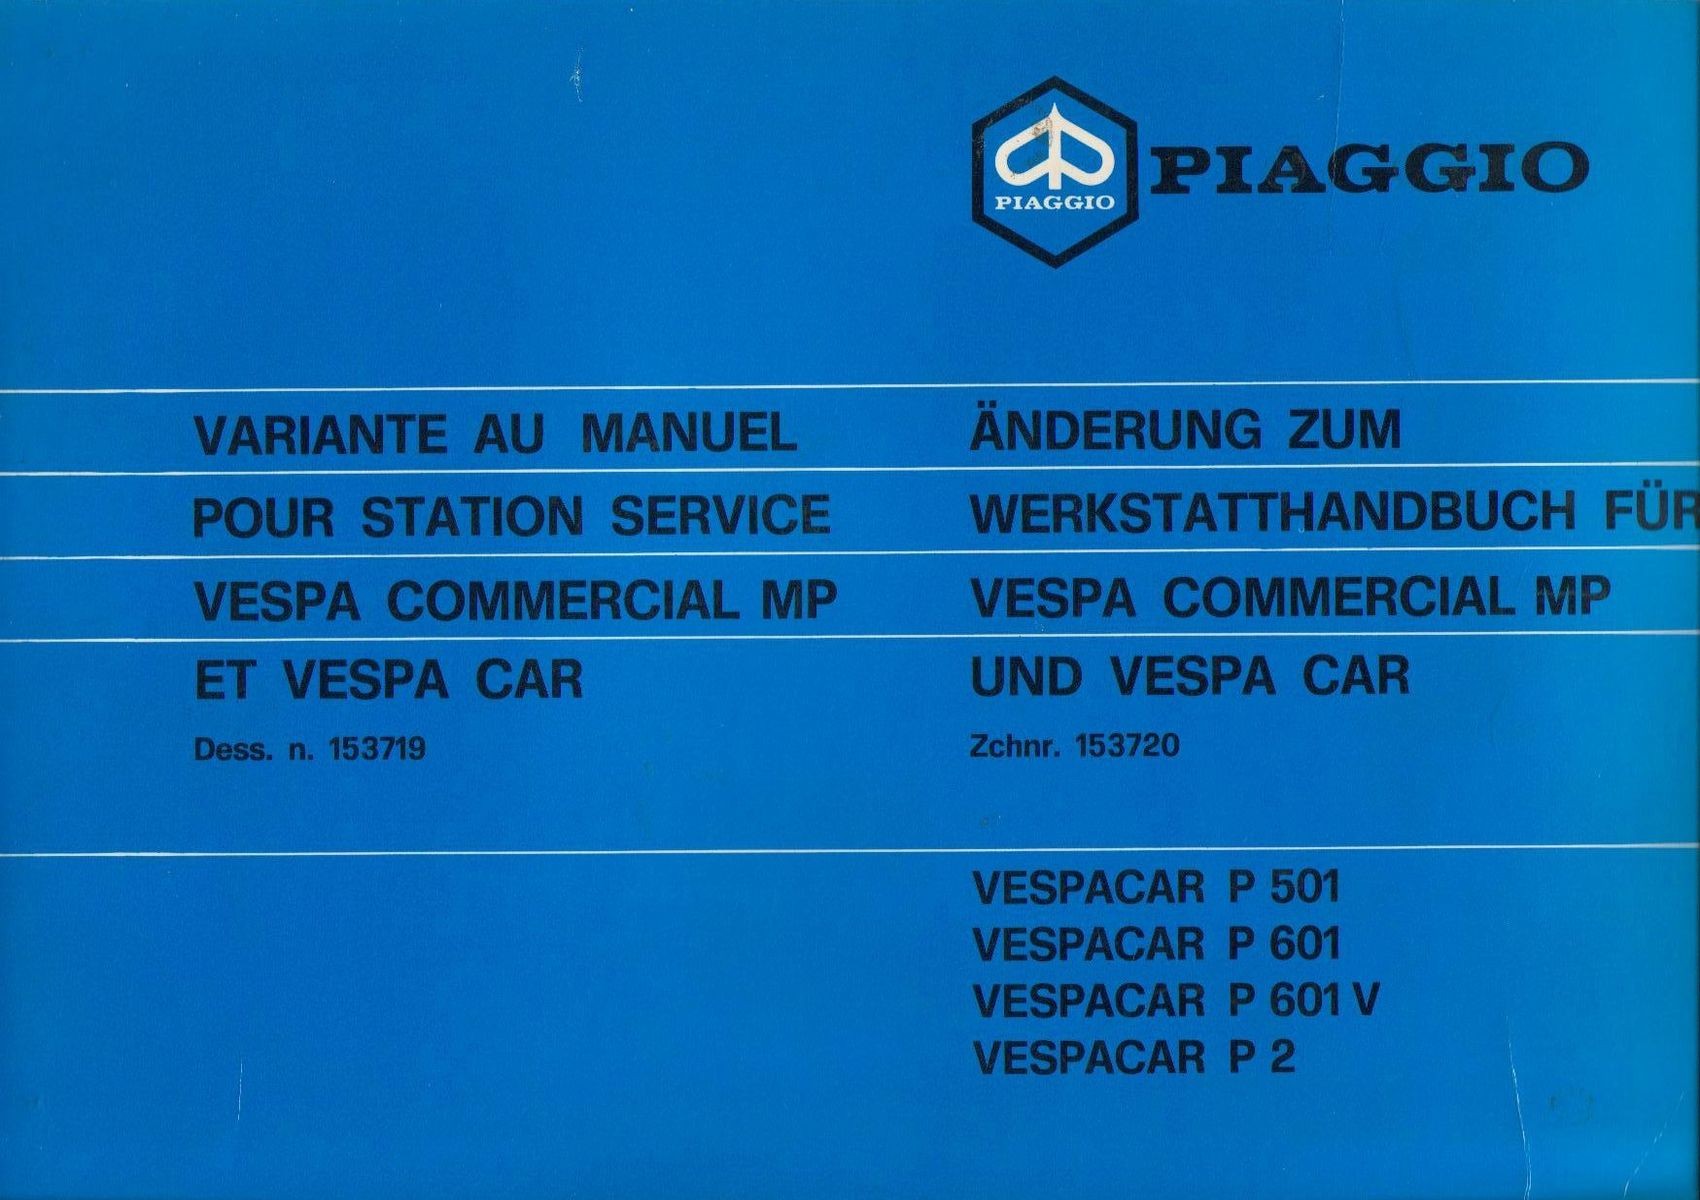 PIAGGIO
PIAGGIO
VARIANTE AU MANUEL
POUR STATION SERVICE
VESPA COMMERCIAL MP
ET VESPA CAR
Dess. n. 153719
ÄNDERUNG ZUM
WERKSTATTHANDBUCH FÜR
VESPA COMMERCIAL MP
UND VESPA CAR
Zchnr. 153720
VESPACAR P 501
VESPACAR P 601
VESPACAR P 601 V
VESPACAR P 2